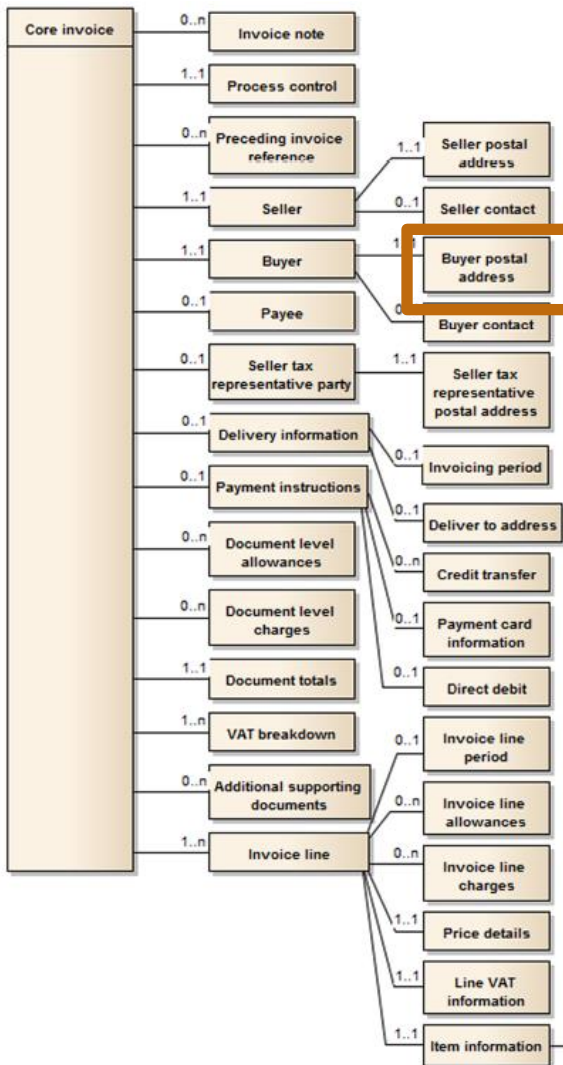 Core invoice
0..n
Invoice note
1..1
Process control
0..n
Preceding invoice
reference
1..1
Seller
1..1
Seller postal
address
0..1
Seller contact
1..1
Buyer
1..1
Buyer postal
address
0
Buyer contact
0..1
Payee
0..1
Seller tax
representative party
1..1
Seller tax
representative
postal address
0..1
Delivery information
0..1
Invoicing period
0..1
Deliver to address
0..1
Payment instructions
0..n
Credit transfer
0..1
Payment card
information
0..1
Direct debit
0..n
Document level
allowances
0..n
Document level
charges
1..1
Document totals
1..n
VAT breakdown
0..n
Additional supporting
documents
1..n
Invoice line
0..1
Invoice line
period
0..n
Invoice line
allowances
0..n
Invoice line
charges
1..1
Price details
1..1
Line VAT
information
1..1
Item information